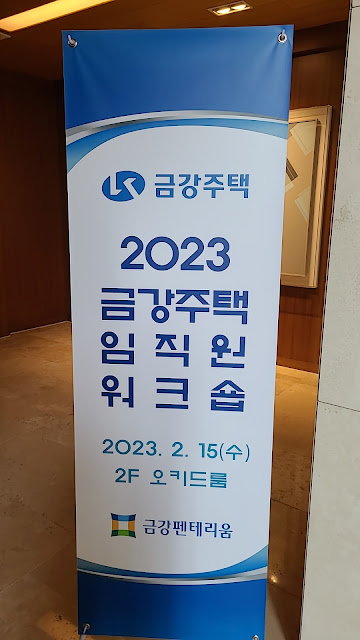 금강주택
2023
금강주택
임직원
워크숍
2023. 2. 15(수)
2F 오키드룸
금강펜테리움